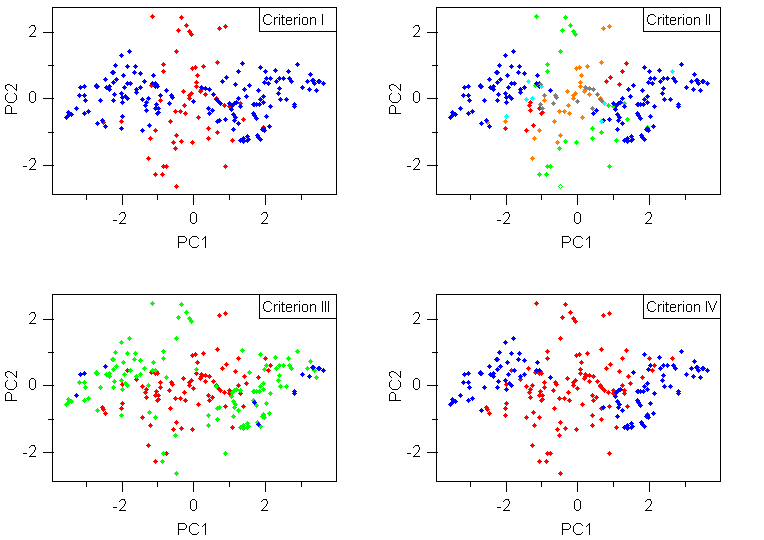 Criterion I
2
0
-2
PC2
-2 0 2
PC1
Criterion II
2
0
-2
PC2
-2 0 2
PC1
Criterion III
2
0
-2
PC2
-2 0 2
PC1
Criterion IV
2
0
-2
PC2
-2 0 2
PC1